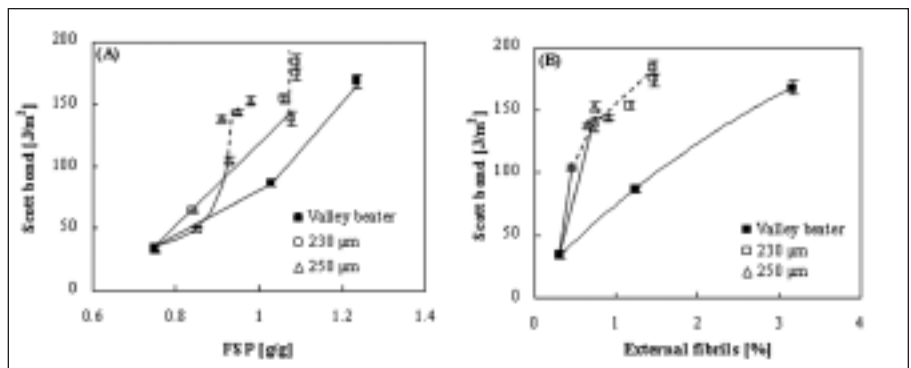 (A)
200
150
100
50
0
Scott bond [J/m²]
0.6 0.8 1 1.2 1.4
FSP [g/g]
Valley beater
230 µm
250 µm
(B)
200
150
100
50
0
Scott bond [J/m²]
0 1 2 3 4
External fibrils [%]
Valley beater
230 µm
250 µm